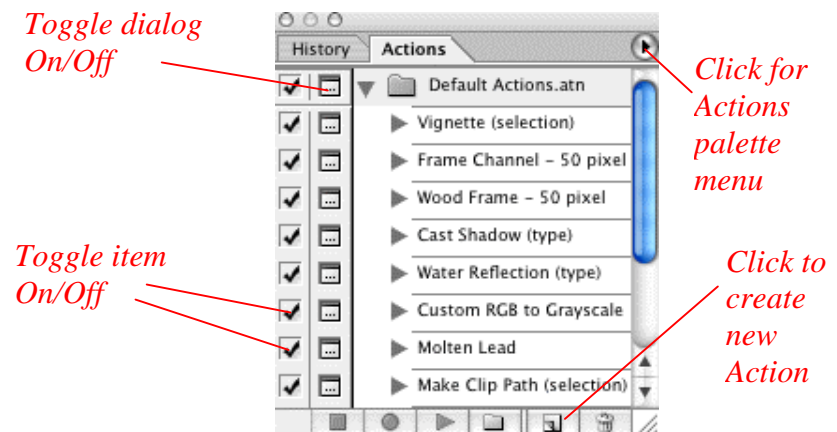 Toggle dialog
On/Off
History
Actions
Click for
Actions
palette
menu
Default Actions.atn
Vignette (selection)
Frame Channel – 50 pixel
Wood Frame – 50 pixel
Cast Shadow (type)
Toggle item
On/Off
Water Reflection (type)
Custom RGB to Grayscale
Molten Lead
Make Clip Path (selection)
Click to
create
new
Action